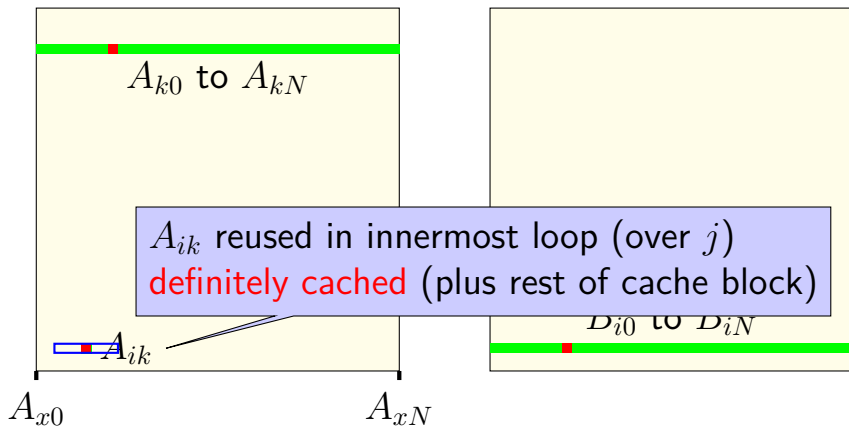 A_{k0} to A_{kN}
A_{ik} reused in innermost loop (over j)
definitely cached (plus rest of cache block)
B_{i0} to B_{iN}
A_{ik}
A_{x0}
A_{xN}